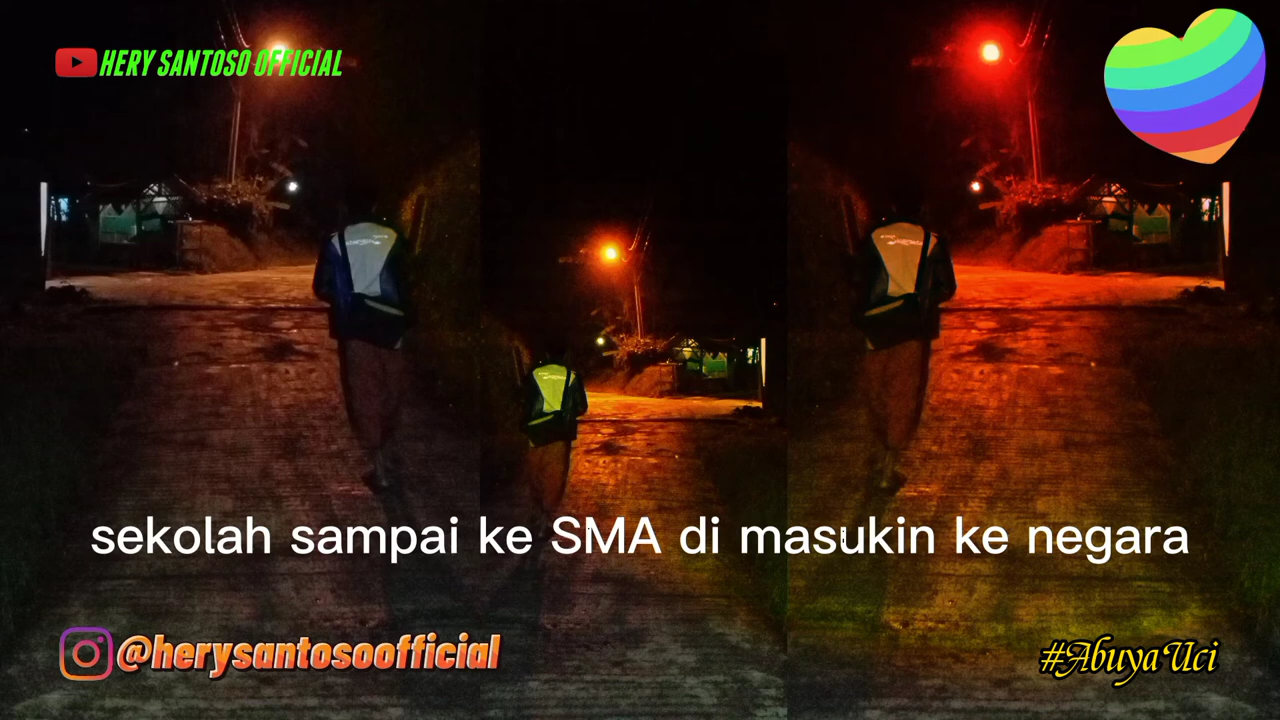 HERY SANTOSO OFFICIAL
sekolah sampai ke SMA di masukin ke negara
@herysantosoofficial
#AbuyaUci